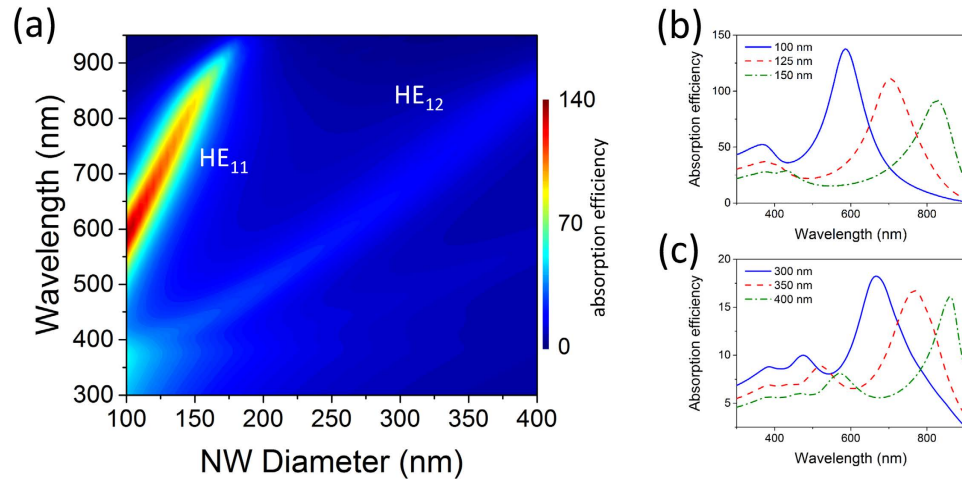 (a)
Wavelength (nm)
900
800
700
600
500
400
300
100
150
200
250
300
350
400
NW Diameter (nm)
HE11
HE12
140
70
0
absorption efficiency
(b)
Absorption efficiency
150
100
50
0
100 nm
125 nm
150 nm
400
600
800
Wavelength (nm)
(c)
Absorption efficiency
20
15
10
5
300 nm
350 nm
400 nm
400
600
800
Wavelength (nm)